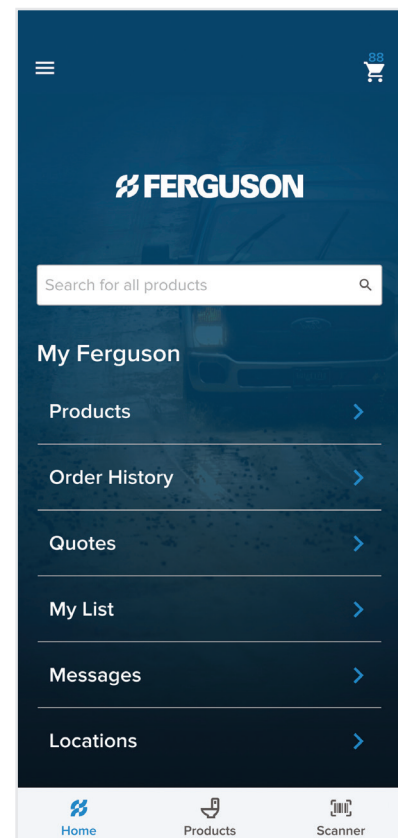 88
FERGUSON
Search for all products
My Ferguson
Products
Order History
Quotes
My List
Messages
Locations
Home Products Scanner